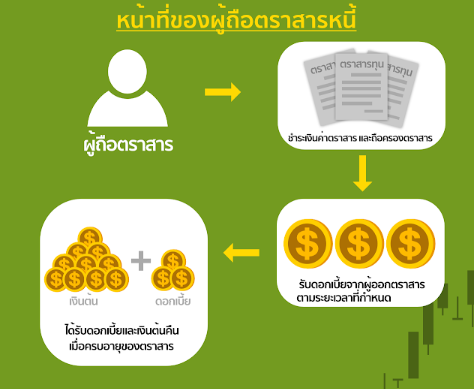 หน้าที่ของผู้ถือตราสารหนี้
ผู้ถือตราสาร
ตราสารทุน
ชำระเงินค่าตราสาร และถือครองตราสาร
รับดอกเบี้ยจากผู้ออกตราสาร
ตามระยะเวลาที่กำหนด
เงินต้น
ดอกเบี้ย
ได้รับดอกเบี้ยและเงินต้นคืน
เมื่อครบอายุของตราสาร